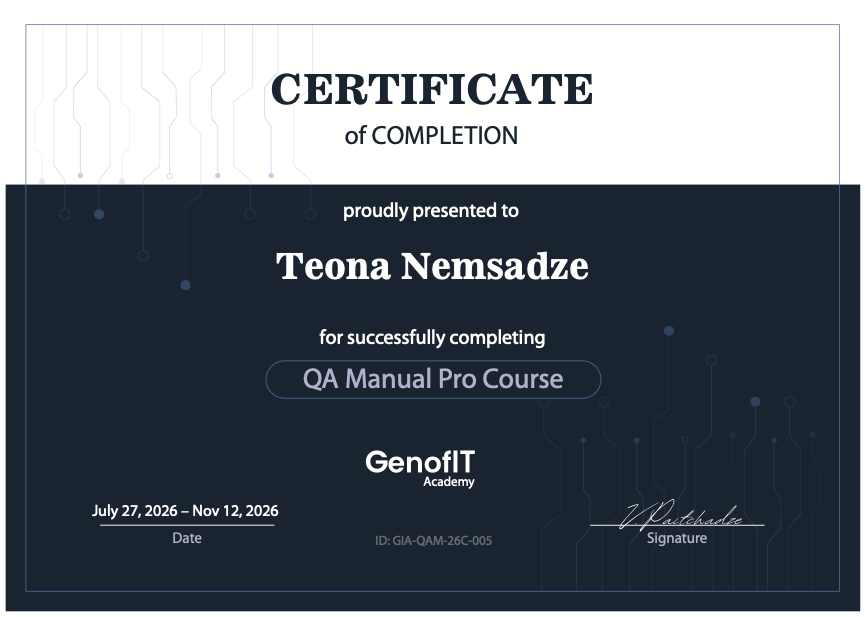 CERTIFICATE
of COMPLETION
proudly presented to
Teona Nemsadze
for successfully completing
QA Manual Pro Course
GenofIT
Academy
July 27, 2026 – Nov 12, 2026
Date
ID: GIA-QAM-26C-005
V. Paitchadze
Signature